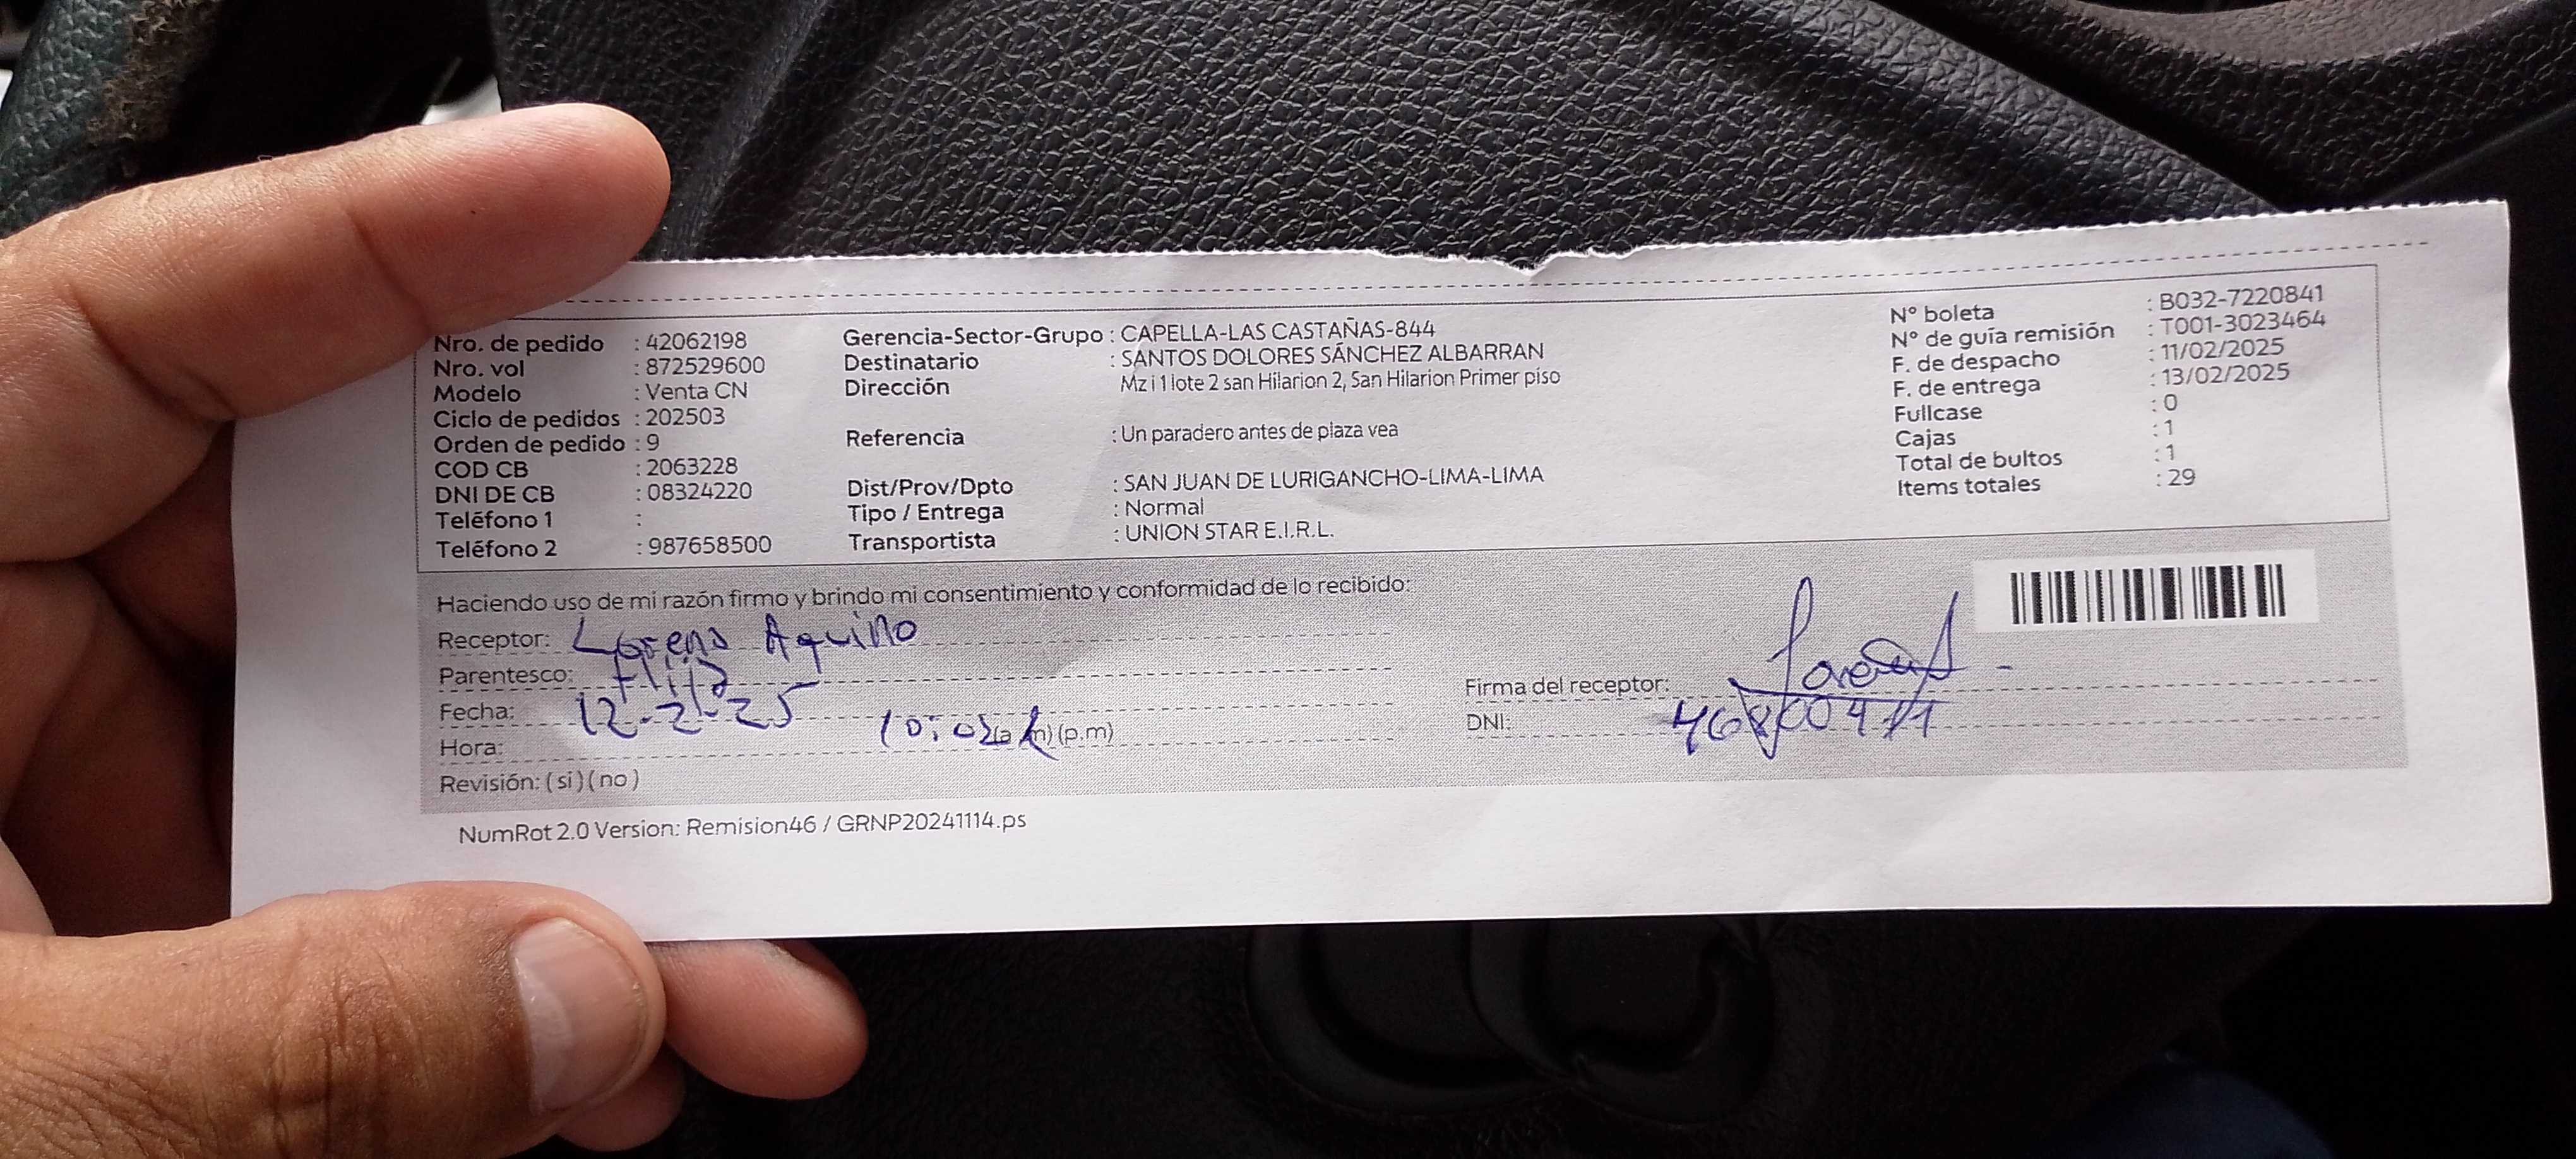 Nro. de pedido : 42062198
Nro. vol : 872529600
Modelo : Venta CN
Ciclo de pedidos : 202503
Orden de pedido : 9
COD CB : 2063228
DNI DE CB : 08324220
Teléfono 1 :
Teléfono 2 : 987658500
Gerencia-Sector-Grupo : CAPELLA-LAS CASTAÑAS-844
Destinatario : SANTOS DOLORES SÁNCHEZ ALBARRAN
Dirección Mz i 1 lote 2 san Hilarion 2, San Hilarion Primer piso
Referencia : Un paradero antes de plaza vea
Dist/Prov/Dpto : SAN JUAN DE LURIGANCHO-LIMA-LIMA
Tipo / Entrega : Normal
Transportista : UNION STAR E.I.R.L.
N° boleta : B032-7220841
N° de guía remisión : T001-3023464
F. de despacho : 11/02/2025
F. de entrega : 13/02/2025
Fullcase : 0
Cajas : 1
Total de bultos : 1
Items totales : 29
Haciendo uso de mi razón firmo y brindo mi consentimiento y conformidad de lo recibido:
Receptor: Lorena Aquino
Parentesco: Hija
Fecha: 12-2-25
Hora: (a m) (p.m)
Revisión: ( si ) ( no )
Firma del receptor:
DNI:
NumRot 2.0 Version: Remision46 / GRNP20241114.ps